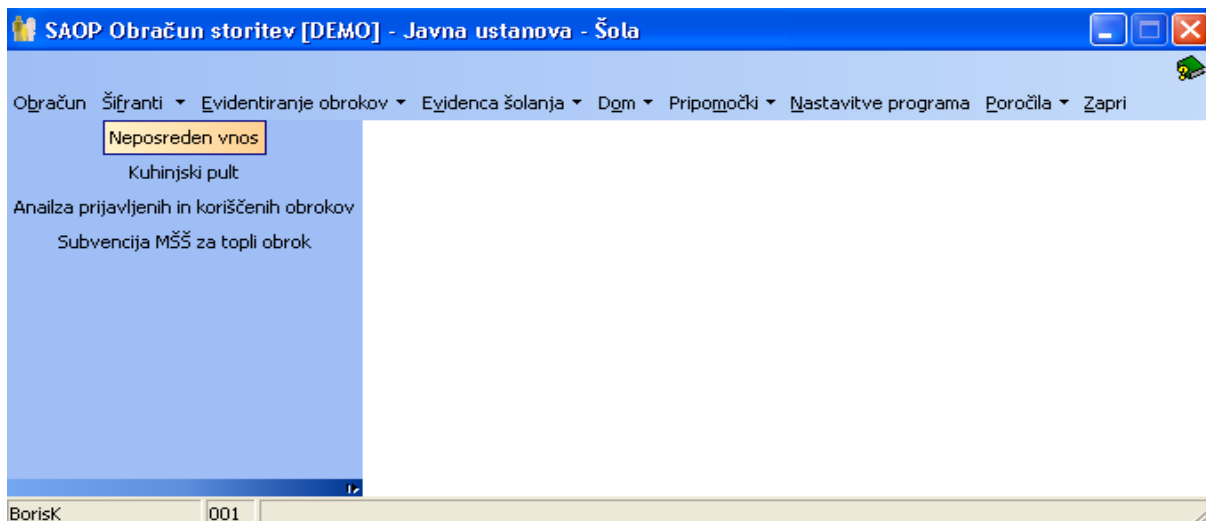 SAOP Obračun storitev [DEMO] - Javna ustanova - Šola
Obračun Šifranti Evidentiranje obrokov Evidenca šolanja Dom Pripomočki Nastavitve programa Poročila Zapri
Neposreden vnos
Kuhinjski pult
Anailza prijavljenih in koriščenih obrokov
Subvencija MŠŠ za topli obrok
BorisK 001